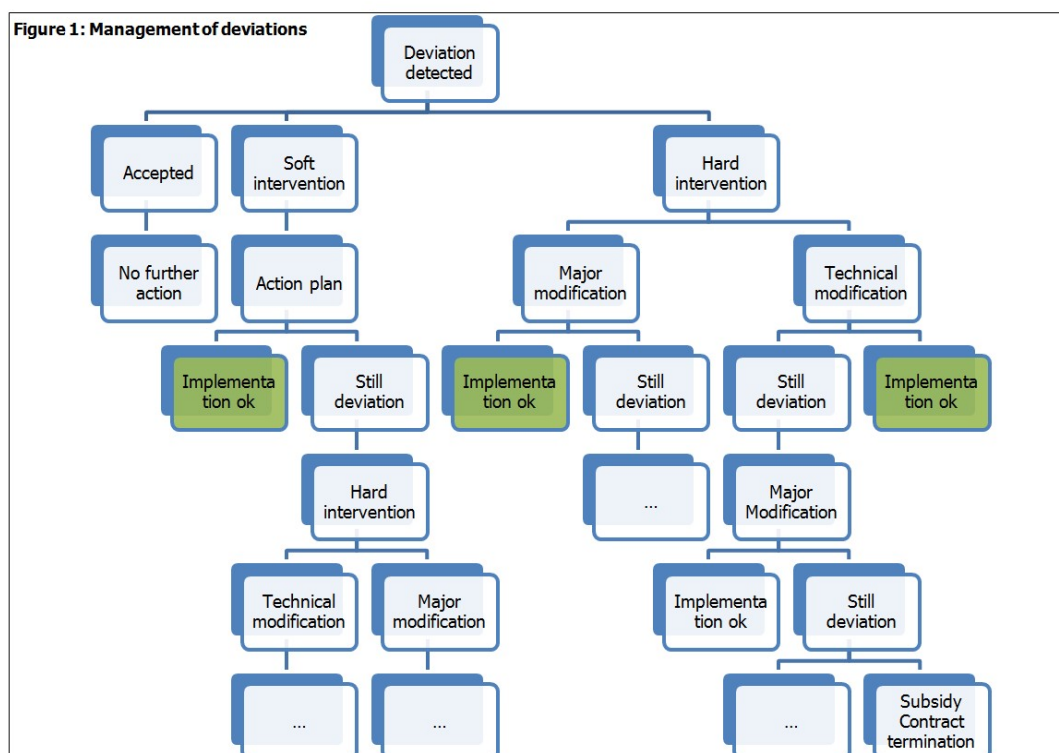 Figure 1: Management of deviations
Deviation
detected
Accepted
Soft
intervention
Hard
intervention
No further
action
Action plan
Major
modification
Technical
modification
Implementa
tion ok
Still
deviation
Implementa
tion ok
Still
deviation
Still
deviation
Implementa
tion ok
Hard
intervention
...
Major
Modification
Technical
modification
Major
modification
Implementa
tion ok
Still
deviation
...
...
...
Subsidy
Contract
termination